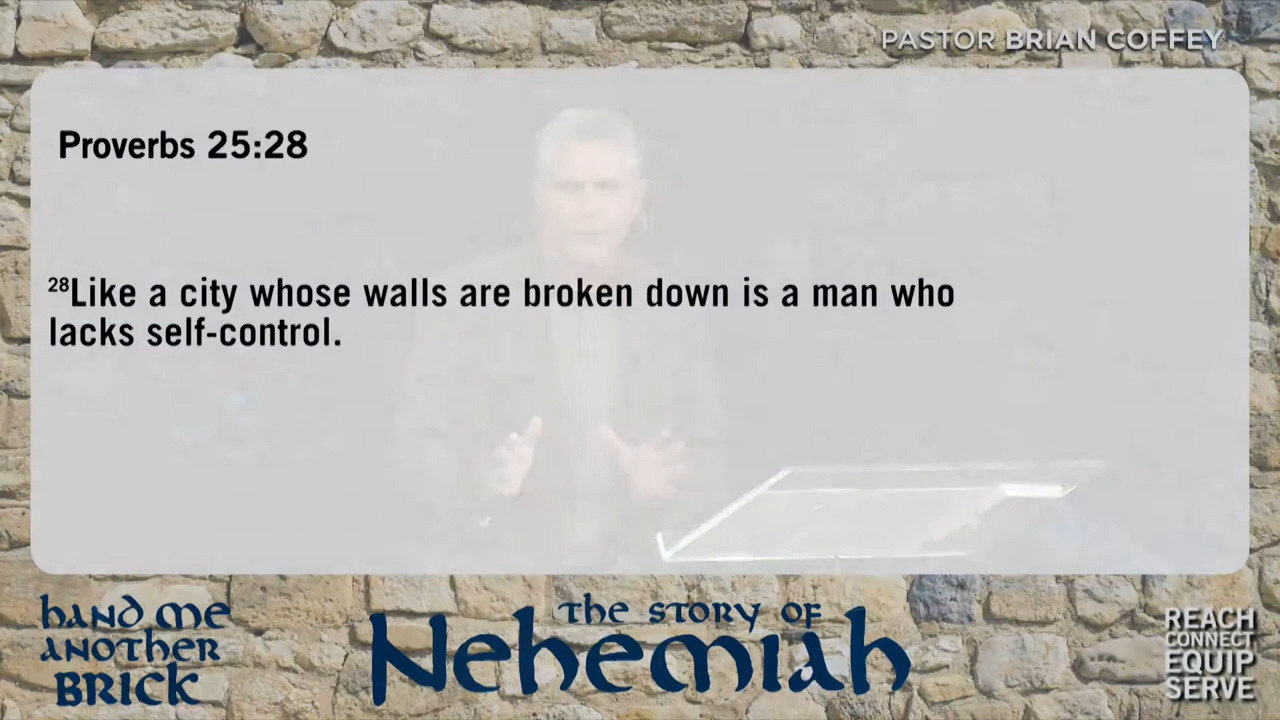 PASTOR BRIAN COFFEY
Proverbs 25:28
28Like a city whose walls are broken down is a man who
lacks self-control.
hand me
another
BRICK
the story of
Nehemiah
REACH
CONNECT
EQUIP
SERVE